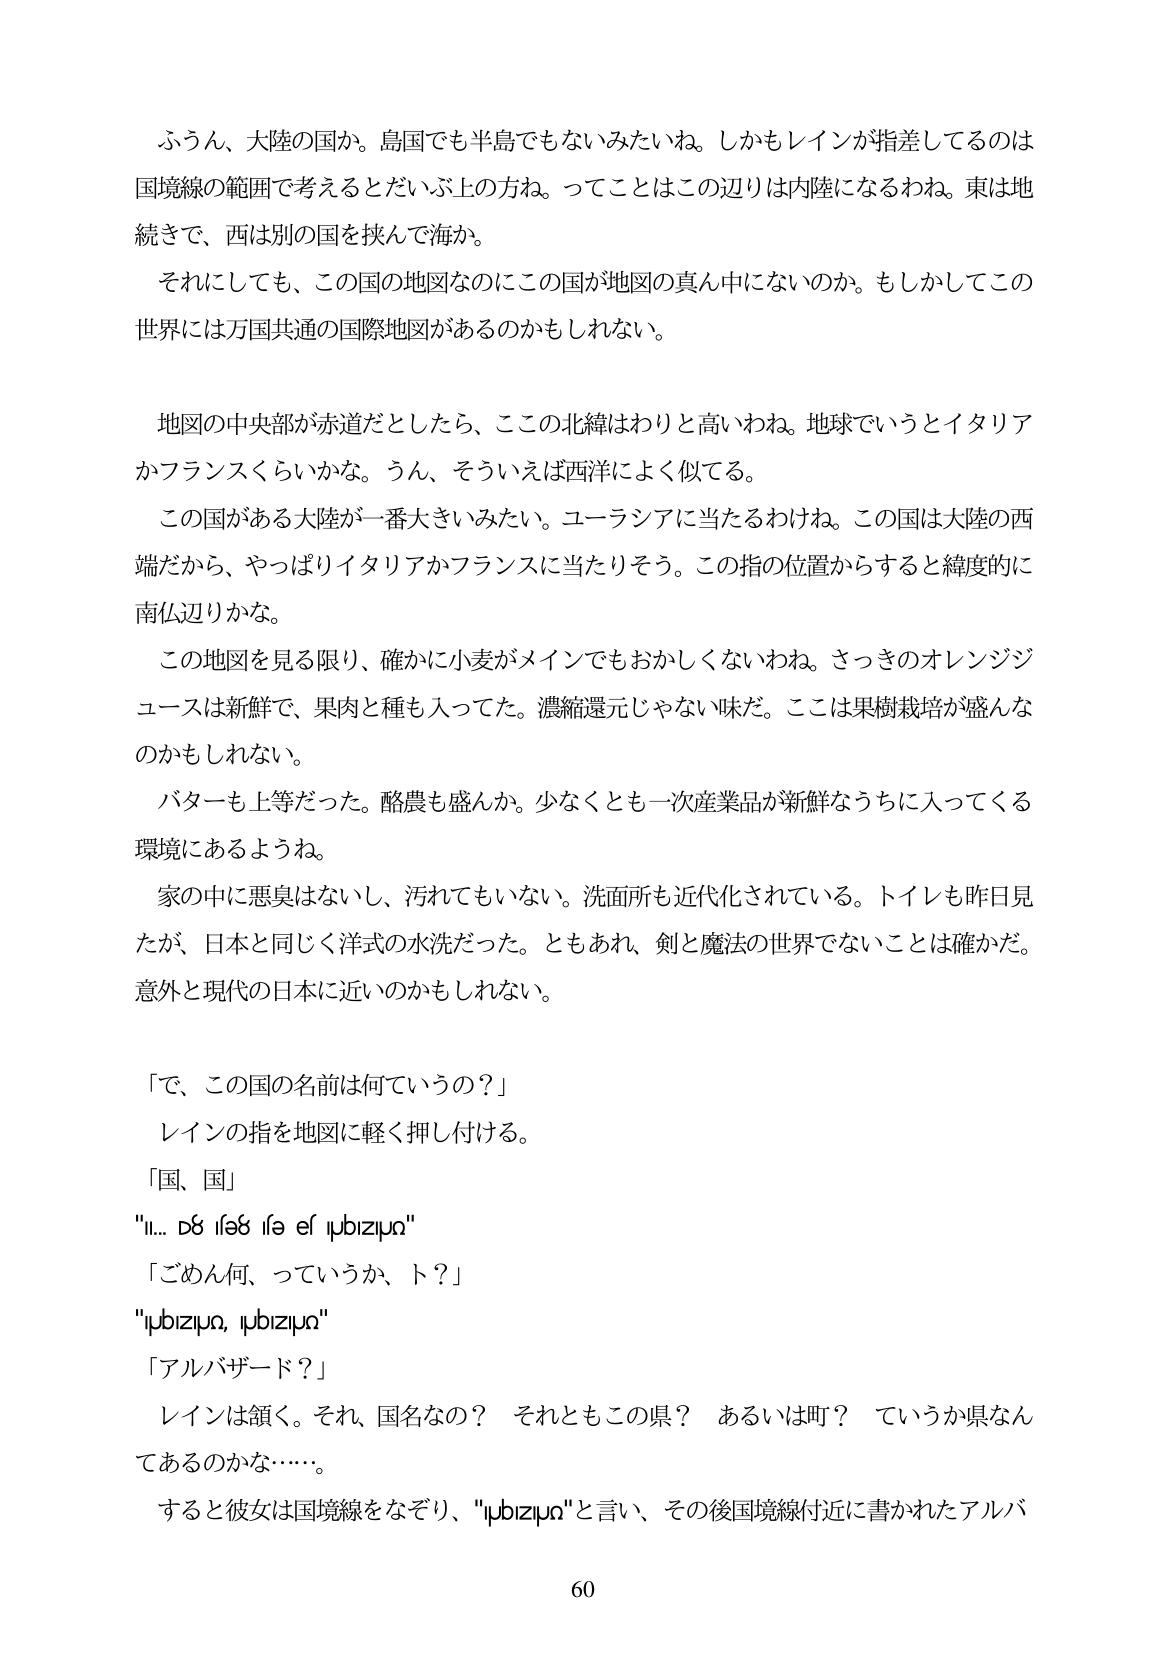 ふうん、大陸の国か。島国でも半島でもないみたいね。しかもレインが指差してるのは
国境線の範囲で考えるとだいぶ上の方ね。ってことはこの辺りは内陸になるわね。東は地
続きで、西は別の国を挟んで海か。
それにしても、この国の地図なのにこの国が地図の真ん中にないのか。もしかしてこの
世界には万国共通の国際地図があるのかもしれない。
地図の中央部が赤道だとしたら、ここの北緯はわりと高いわね。地球でいうとイタリア
かフランスくらいかな。うん、そういえば西洋によく似てる。
この国がある大陸が一番大きいみたい。ユーラシアに当たるわけね。この国は大陸の西
端だから、やっぱりイタリアかフランスに当たりそう。この指の位置からすると緯度的に
南仏辺りかな。
この地図を見る限り、確かに小麦がメインでもおかしくないわね。さっきのオレンジジ
ュースは新鮮で、果肉と種も入ってた。濃縮還元じゃない味だ。ここは果樹栽培が盛んな
のかもしれない。
バターも上等だった。酪農も盛んか。少なくとも一次産業品が新鮮なうちに入ってくる
環境にあるようね。
家の中に悪臭はないし、汚れてもいない。洗面所も近代化されている。トイレも昨日見
たが、日本と同じく洋式の水洗だった。ともあれ、剣と魔法の世界でないことは確かだ。
意外と現代の日本に近いのかもしれない。
「で、この国の名前は何ていうの？」
レインの指を地図に軽く押し付ける。
「国、国」
「ごめん何、っていうか、ト？」
「アルバザード？」
レインは頷く。それ、国名なの？　それともこの県？　あるいは町？　ていうか県なん
てあるのかな……。
すると彼女は国境線をなぞり、""と言い、その後国境線付近に書かれたアルバ
60